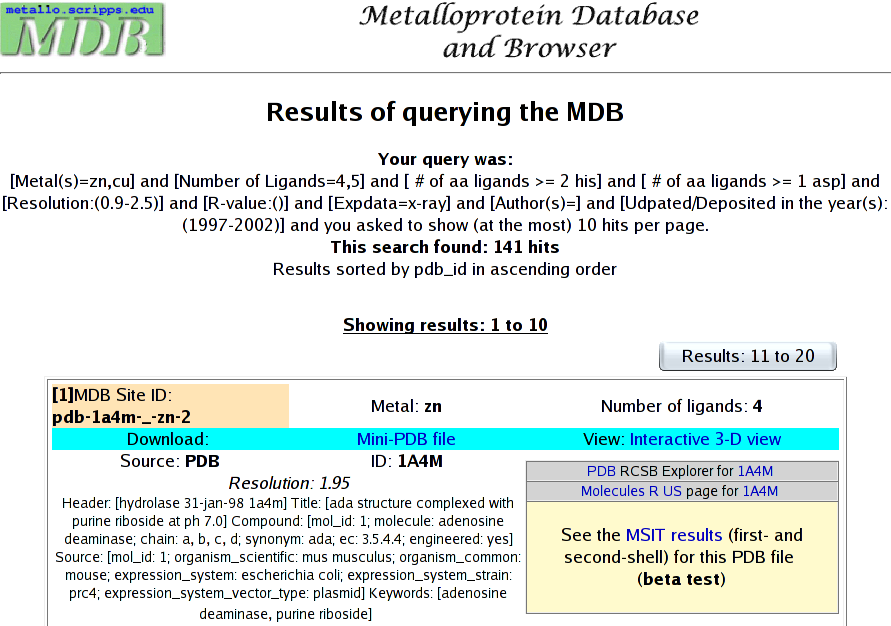 metallo.scripps.edu
MDB
Metalloprotein Database
and Browser
Results of querying the MDB
Your query was:
[Metal(s)=zn,cu] and [Number of Ligands=4,5] and [ # of aa ligands >= 2 his] and [ # of aa ligands >= 1 asp] and
[Resolution:(0.9-2.5)] and [R-value:()] and [Expdata=x-ray] and [Author(s)=] and [Udpated/Deposited in the year(s):
(1997-2002)] and you asked to show (at the most) 10 hits per page.
This search found: 141 hits
Results sorted by pdb_id in ascending order
Showing results: 1 to 10
Results: 11 to 20
[1]MDB Site ID:
pdb-1a4m-_-zn-2
Metal: zn
Number of ligands: 4
Download:
Mini-PDB file
View: Interactive 3-D view
Source: PDB
ID: 1A4M
Resolution: 1.95
Header: [hydrolase 31-jan-98 1a4m] Title: [ada structure complexed with
purine riboside at ph 7.0] Compound: [mol_id: 1; molecule: adenosine
deaminase; chain: a, b, c, d; synonym: ada; ec: 3.5.4.4; engineered: yes]
Source: [mol_id: 1; organism_scientific: mus musculus; organism_common:
mouse; expression_system: escherichia coli; expression_system_strain:
prc4; expression_system_vector_type: plasmid] Keywords: [adenosine
deaminase, purine riboside]
PDB RCSB Explorer for 1A4M
Molecules R US page for 1A4M
See the MSIT results (first- and
second-shell) for this PDB file
(beta test)